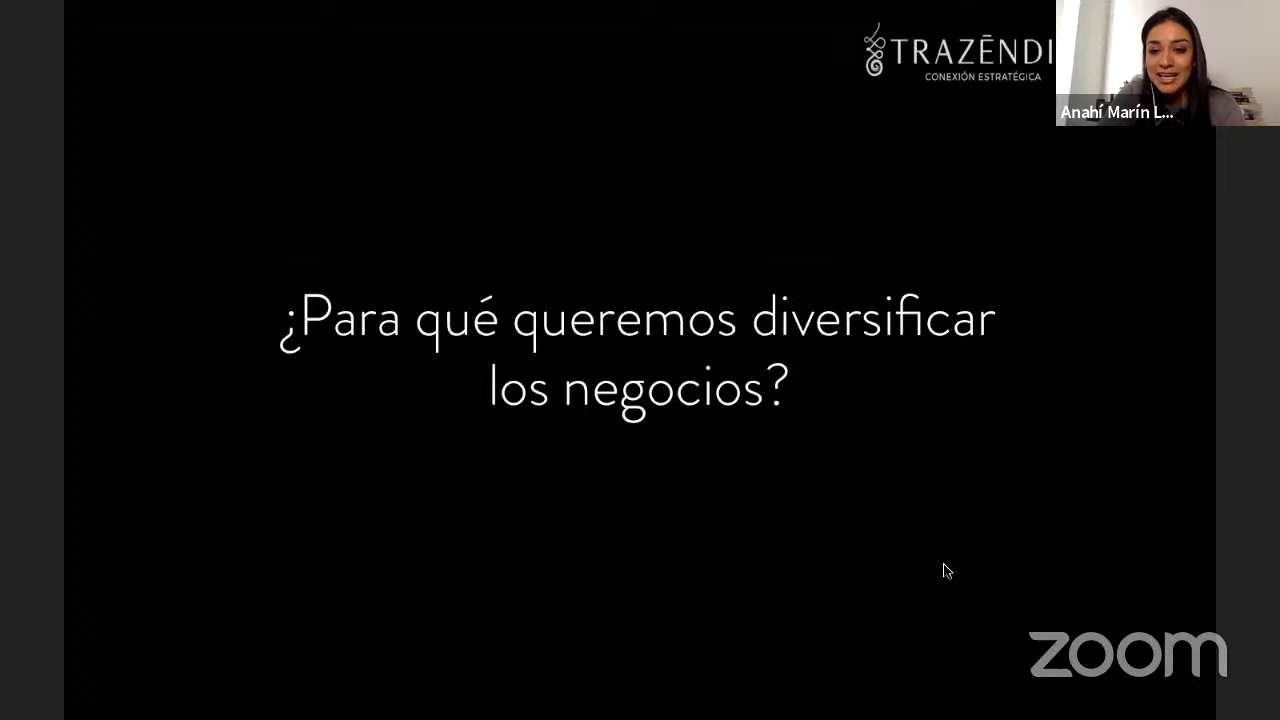 TRAZĒNDI
CONEXIÓN ESTRATÉGICA
Anahí Marín L...
¿Para qué queremos diversificar
los negocios?
zoom